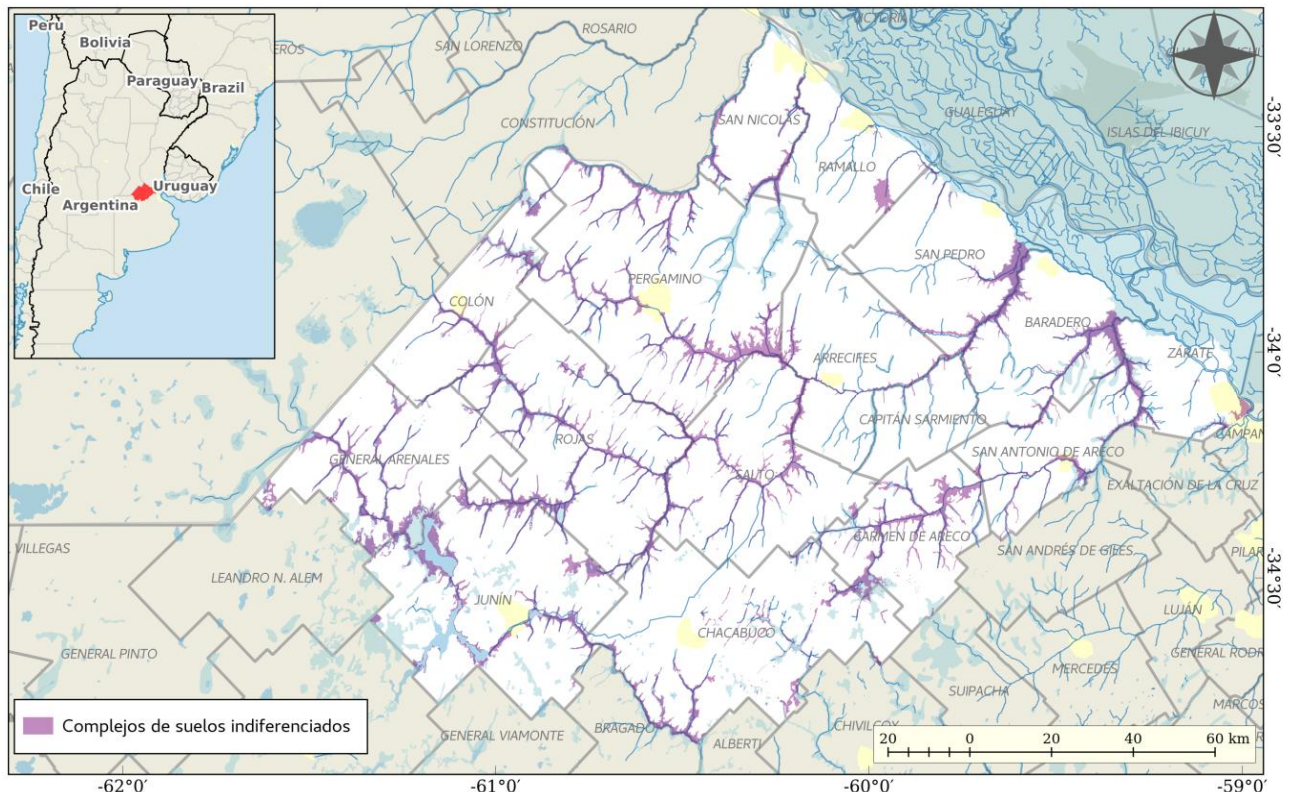 Perú
Bolivia
Paraguay
Brazil
Chile
Uruguay
Argentina
ROSARIO
VICTORIA
SAN LORENZO
CONSTITUCIÓN
SAN NICOLAS
GUALEGUAY
ISLAS DEL IBICUY
RAMALLO
SAN PEDRO
PERGAMINO
COLÓN
BARADERO
ZÁRATE
ARRECIFES
CAPITÁN SARMIENTO
CAMPAN
ROJAS
GENERAL ARENALES
SALTO
SAN ANTONIO DE ARECO
EXALTACIÓN DE LA CRUZ
CARMEN DE ARECO
SAN ANDRÉS DE GILES
PILAR
VILLEGAS
LEANDRO N. ALEM
JUNÍN
LUJÁN
CHACABUCO
GENERAL PINTO
MERCEDES
GENERAL RODR
SUIPACHA
MARCOS
BRAGADO
CHIVILCOY
GENERAL VIAMONTE
ALBERTI
Complejos de suelos indiferenciados
20 0 20 40 60 km
-33°30'
-34°0'
-34°30'
-62°0' -61°0' -60°0' -59°0'